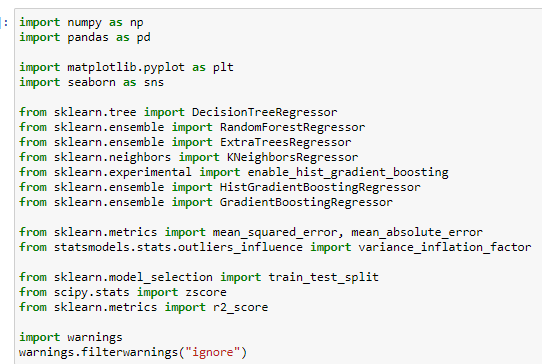 ]:
import numpy as np
import pandas as pd
import matplotlib.pyplot as plt
import seaborn as sns
from sklearn.tree import DecisionTreeRegressor
from sklearn.ensemble import RandomForestRegressor
from sklearn.ensemble import ExtraTreesRegressor
from sklearn.neighbors import KNeighborsRegressor
from sklearn.experimental import enable_hist_gradient_boosting
from sklearn.ensemble import HistGradientBoostingRegressor
from sklearn.ensemble import GradientBoostingRegressor
from sklearn.metrics import mean_squared_error, mean_absolute_error
from statsmodels.stats.outliers_influence import variance_inflation_factor
from sklearn.model_selection import train_test_split
from scipy.stats import zscore
from sklearn.metrics import r2_score
import warnings
warnings.filterwarnings("ignore")